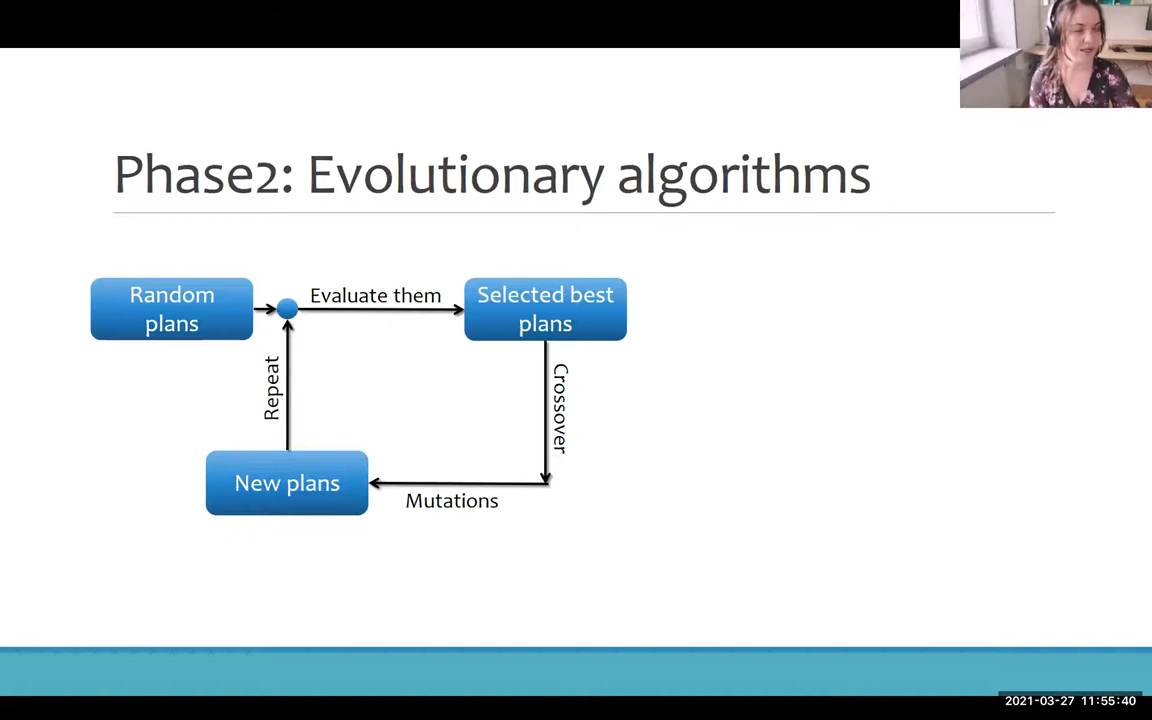 Phase2: Evolutionary algorithms
Random
plans
Evaluate them
Selected best
plans
Repeat
Crossover
New plans
Mutations
2021-03-27 11:55:40